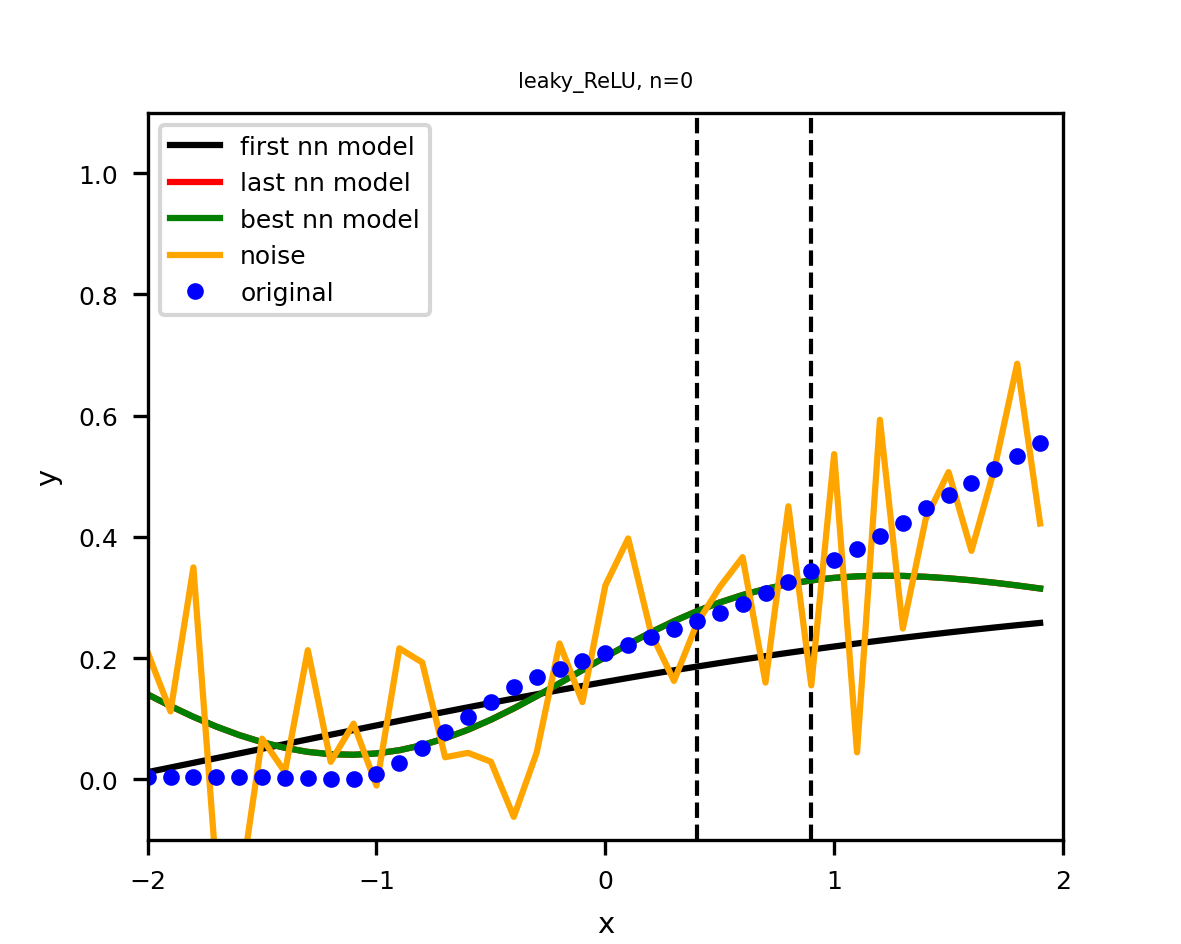 leaky_ReLU, n=0
first nn model
last nn model
best nn model
noise
original
1.0
0.8
0.6
0.4
0.2
0.0
y
−2 −1 0 1 2
x